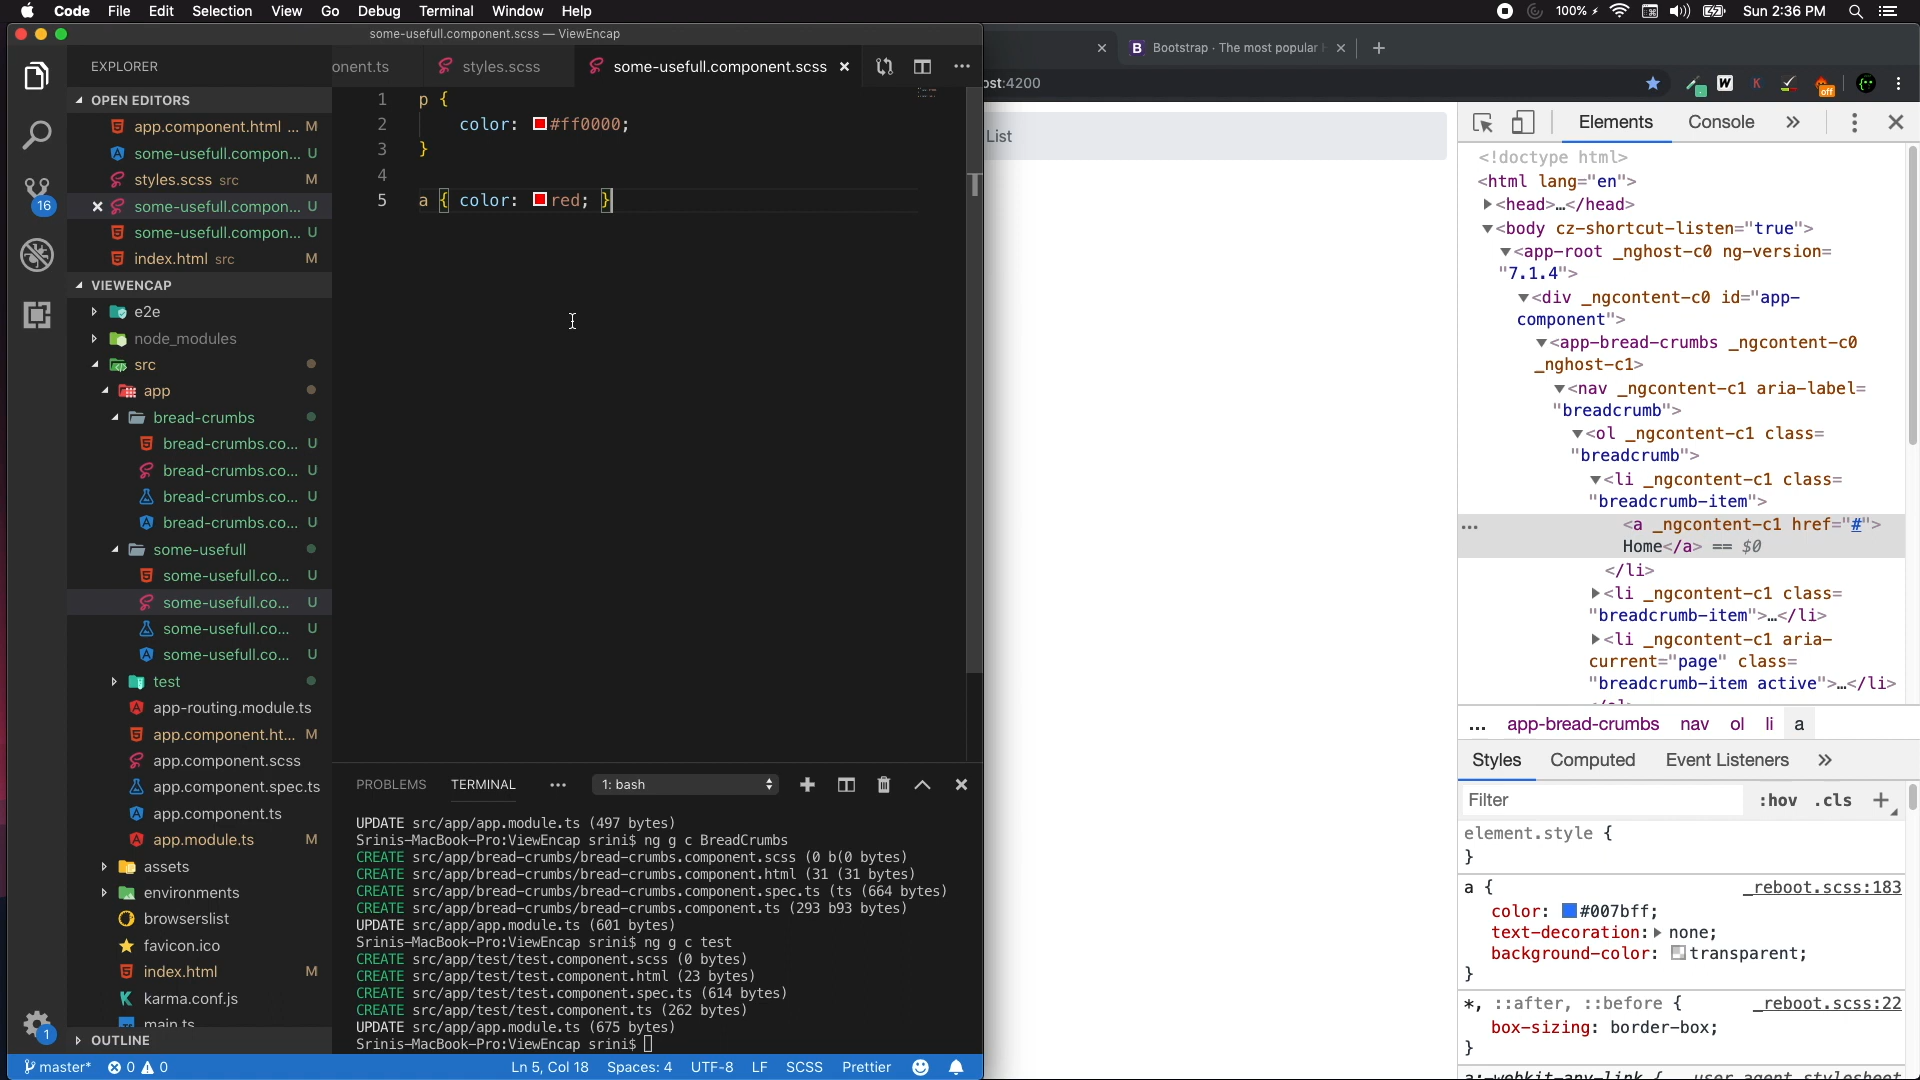 Code File Edit Selection View Go Debug Terminal Window Help
100% Sun 2:36 PM
some-usefull.component.scss — ViewEncap
EXPLORER
onent.ts
styles.scss
some-usefull.component.scss
Bootstrap · The most popular
ost:4200
W
K
off
OPEN EDITORS
app.component.html ... M
some-usefull.compon... U
styles.scss src M
some-usefull.compon... U
some-usefull.compon... U
index.html src M
16
VIEWENCAP
e2e
node_modules
src
app
bread-crumbs
bread-crumbs.co... U
bread-crumbs.co... U
bread-crumbs.co... U
bread-crumbs.co... U
some-usefull
some-usefull.co... U
some-usefull.co... U
some-usefull.co... U
some-usefull.co... U
test
app-routing.module.ts
app.component.ht... M
app.component.scss
app.component.spec.ts
app.component.ts
app.module.ts M
assets
environments
browserslist
favicon.ico
index.html M
karma.conf.js
main.ts
OUTLINE
1
1 p {
2 color: #ff0000;
3 }
4
5 a { color: red; }
PROBLEMS TERMINAL ... 1: bash
UPDATE src/app/app.module.ts (497 bytes)
Srinis-MacBook-Pro:ViewEncap srini$ ng g c BreadCrumbs
CREATE src/app/bread-crumbs/bread-crumbs.component.scss (0 b(0 bytes)
CREATE src/app/bread-crumbs/bread-crumbs.component.html (31 (31 bytes)
CREATE src/app/bread-crumbs/bread-crumbs.component.spec.ts (ts (664 bytes)
CREATE src/app/bread-crumbs/bread-crumbs.component.ts (293 b93 bytes)
UPDATE src/app/app.module.ts (601 bytes)
Srinis-MacBook-Pro:ViewEncap srini$ ng g c test
CREATE src/app/test/test.component.scss (0 bytes)
CREATE src/app/test/test.component.html (23 bytes)
CREATE src/app/test/test.component.spec.ts (614 bytes)
CREATE src/app/test/test.component.ts (262 bytes)
UPDATE src/app/app.module.ts (675 bytes)
Srinis-MacBook-Pro:ViewEncap srini$
master* 0 0
Ln 5, Col 18 Spaces: 4 UTF-8 LF SCSS Prettier
List
Elements Console »
<!doctype html>
<html lang="en">
<head>…</head>
<body cz-shortcut-listen="true">
<app-root _nghost-c0 ng-version=
"7.1.4">
<div _ngcontent-c0 id="app-
component">
<app-bread-crumbs _ngcontent-c0
_nghost-c1>
<nav _ngcontent-c1 aria-label=
"breadcrumb">
<ol _ngcontent-c1 class=
"breadcrumb">
<li _ngcontent-c1 class=
"breadcrumb-item">
... <a _ngcontent-c1 href="#">
Home</a> == $0
</li>
<li _ngcontent-c1 class=
"breadcrumb-item">…</li>
<li _ngcontent-c1 aria-
current="page" class=
"breadcrumb-item active">…</li>
</ol>
... app-bread-crumbs nav ol li a
Styles Computed Event Listeners »
Filter :hov .cls +
element.style {
}
a { _reboot.scss:183
color: #007bff;
text-decoration: none;
background-color: transparent;
}
*, ::after, ::before { _reboot.scss:22
box-sizing: border-box;
}
a:-webkit-any-link { user agent stylesheet